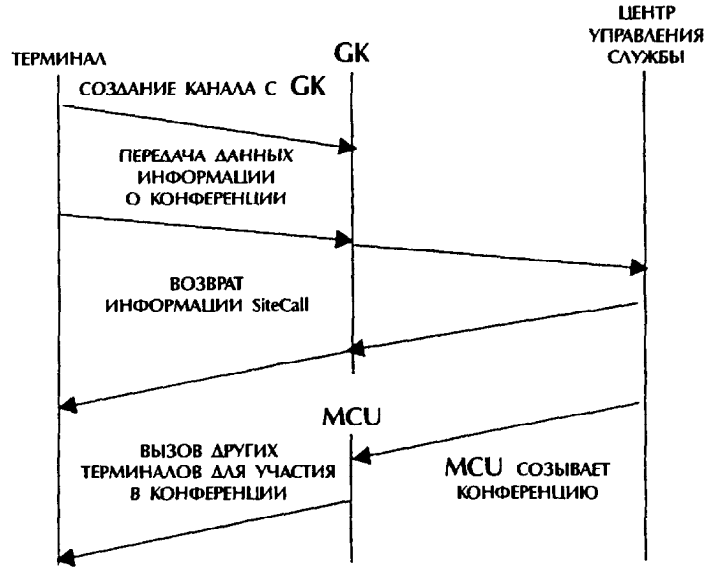 ЦЕНТР
УПРАВЛЕНИЯ
СЛУЖБЫ
ТЕРМИНАЛ
GK
СОЗДАНИЕ КАНАЛА С GK
ПЕРЕДАЧА ДАННЫХ
ИНФОРМАЦИИ
О КОНФЕРЕНЦИИ
ВОЗВРАТ
ИНФОРМАЦИИ SiteCall
MCU
ВЫЗОВ ДРУГИХ
ТЕРМИНАЛОВ ДЛЯ УЧАСТИЯ
В КОНФЕРЕНЦИИ
MCU СОЗЫВАЕТ
КОНФЕРЕНЦИЮ